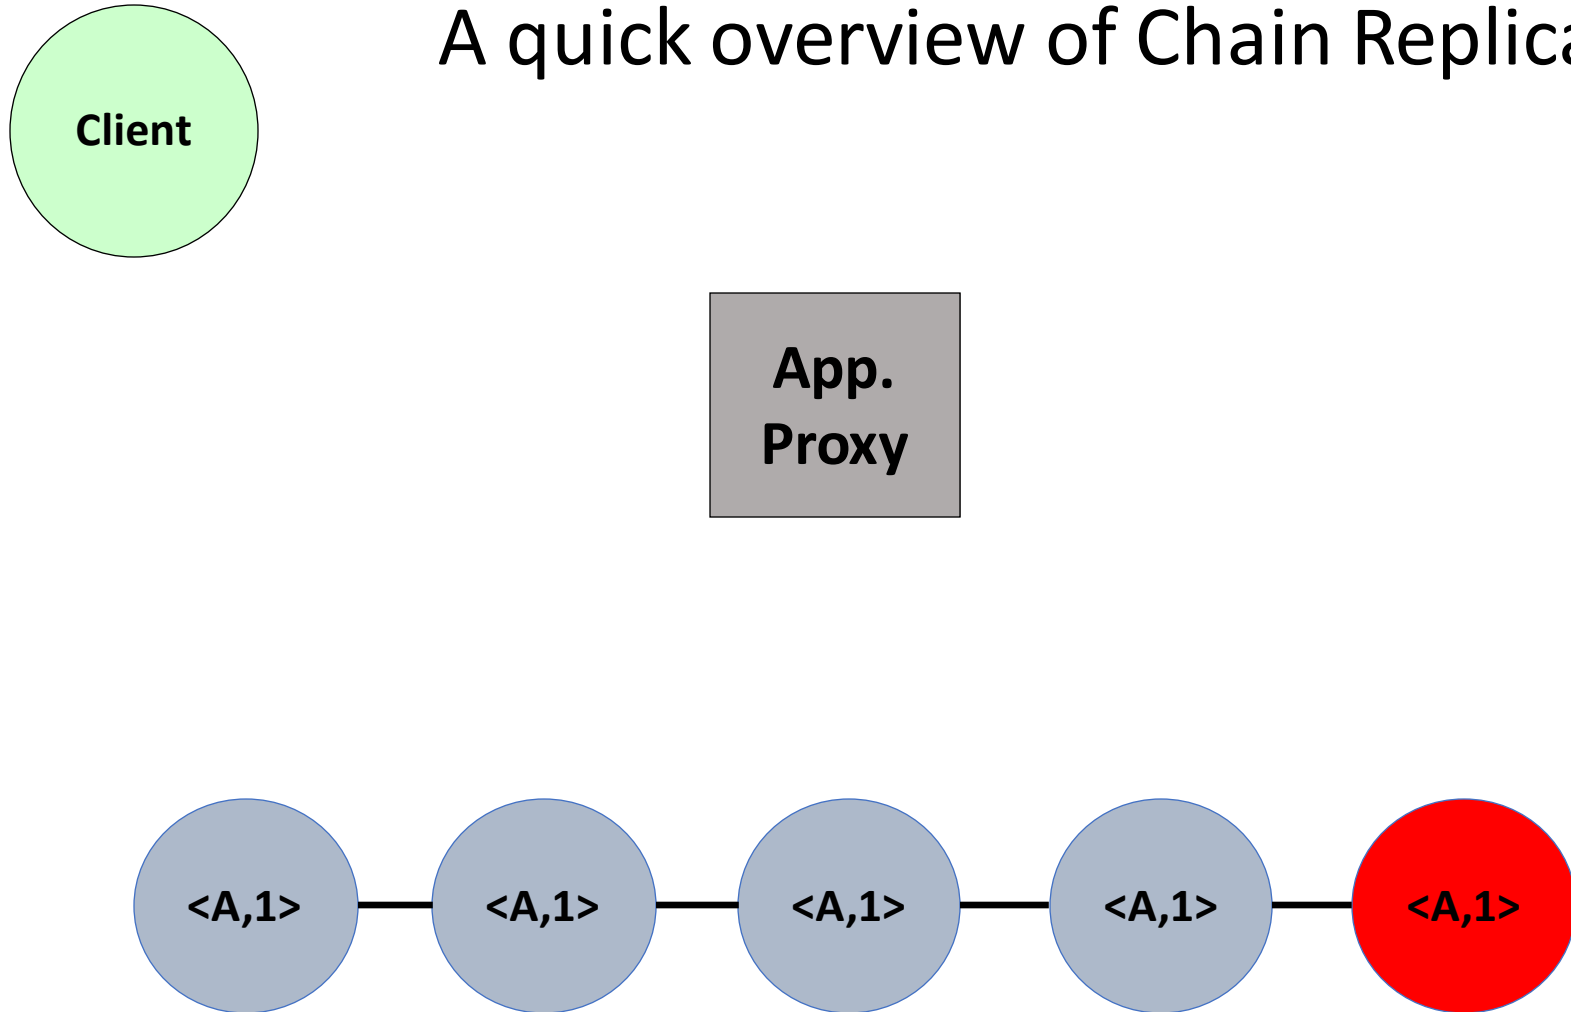 A quick overview of Chain Replica
Client
App.
Proxy
<A,1> <A,1> <A,1> <A,1> <A,1>